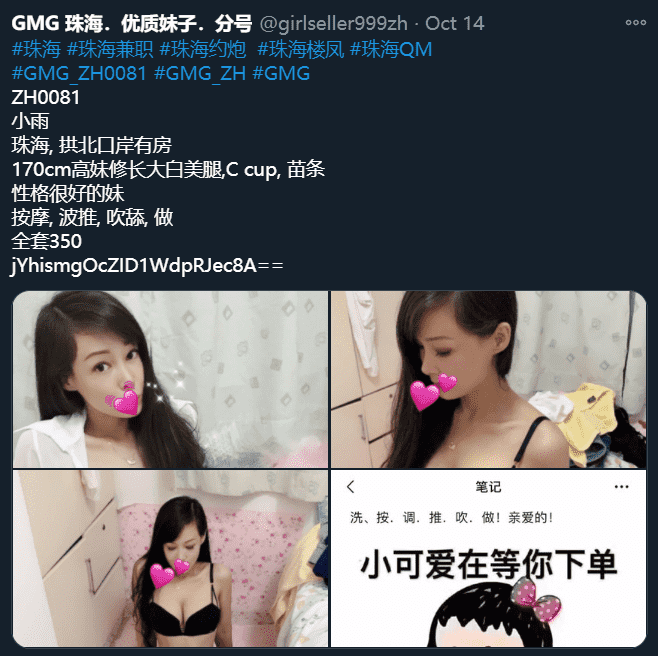 GMG 珠海．优质妹子．分号 @girlseller999zh · Oct 14
#珠海 #珠海兼职 #珠海约炮 #珠海楼凤 #珠海QM
#GMG_ZH0081 #GMG_ZH #GMG
ZH0081
小雨
珠海, 拱北口岸有房
170cm高妹修长大白美腿,C cup, 苗条
性格很好的妹
按摩, 波推, 吹舔, 做
全套350
jYhismgOcZID1WdpRJec8A==
笔记
洗、按．调．推．吹．做！亲爱的！
小可爱在等你下单